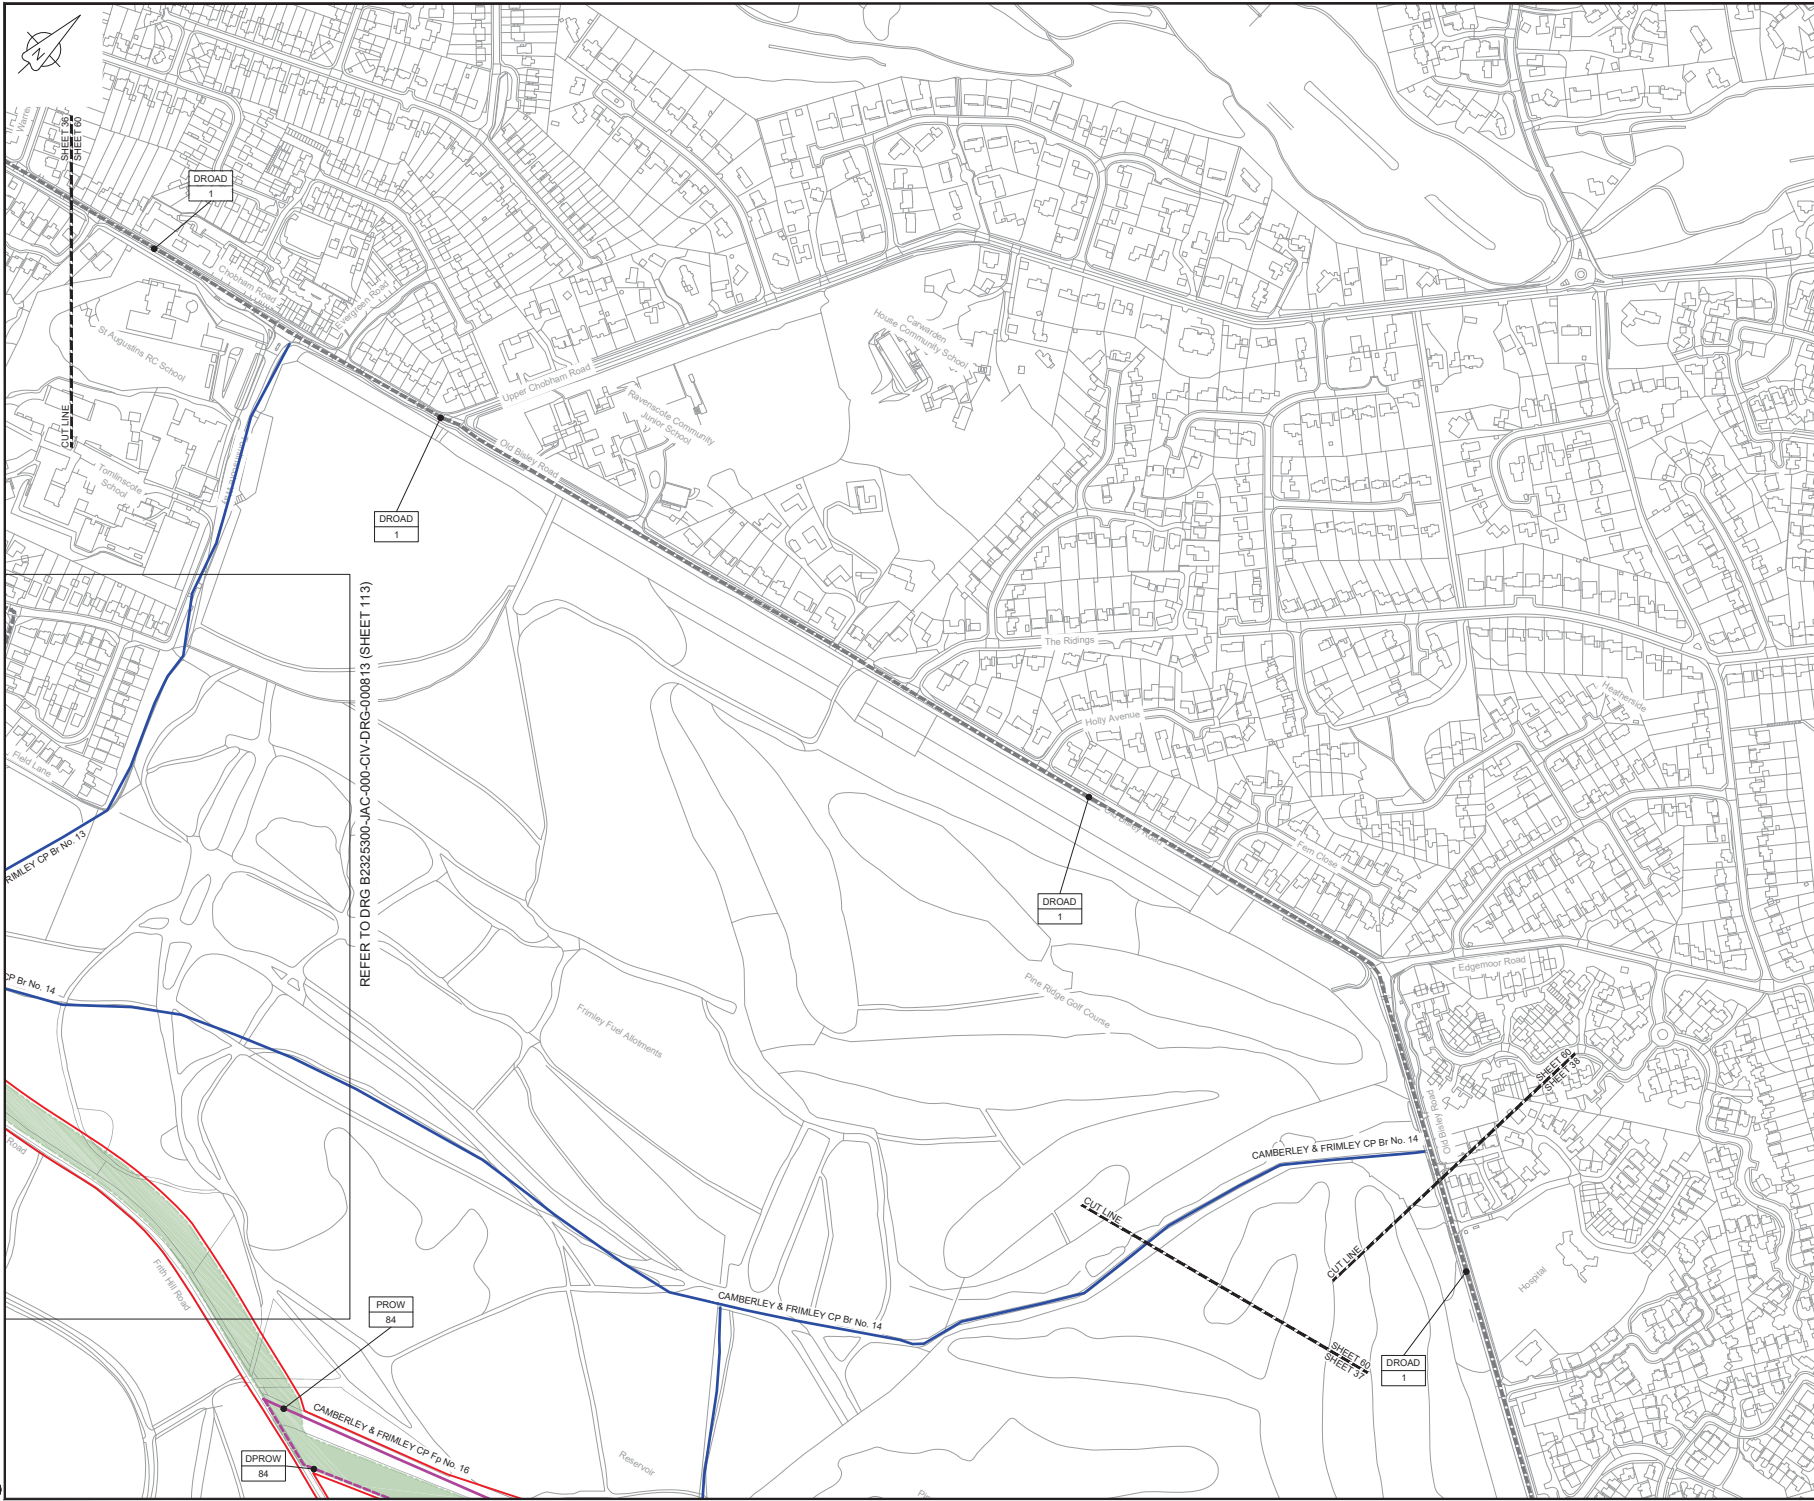 N
SHEET 36
SHEET 60
DROAD
1
Chobham Road
Evergreen Road
St Augustins RC School
CUT LINE
Tomlinscote
School
Upper Chobham Road
Ravenscote Community
Junior School
Carwarden
House Community School
Old Bisley Road
DROAD
1
REFER TO DRG B2325300-JAC-000-CIV-DRG-000813 (SHEET 113)
The Ridings
Holly Avenue
Heatherside
Old Bisley Road
Fern Close
Field Lane
RIMLEY CP Br No. 13
DROAD
1
Edgemoor Road
CP Br No. 14
Pine Ridge Golf Course
Frimley Fuel Allotments
SHEET 60
SHEET 38
Old Bisley Road
Road
CAMBERLEY & FRIMLEY CP Br No. 14
CUT LINE
CUT LINE
Hospital
Frith Hill Road
PROW
84
CAMBERLEY & FRIMLEY CP Br No. 14
SHEET 60
SHEET 37
DROAD
1
CAMBERLEY & FRIMLEY CP Fp No. 16
DPROW
84
Reservoir